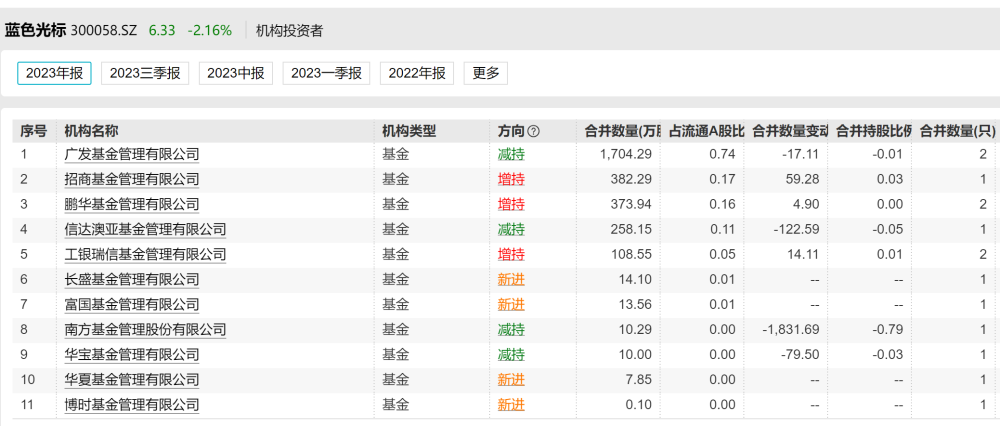 蓝色光标 300058.SZ 6.33 -2.16% 机构投资者
2023年报 2023三季报 2023中报 2023一季报 2022年报 更多
序号 机构名称 机构类型 方向 ? 合并数量(万股 占流通A股比 合并数量变动 合并持股比例 合并数量(只)
1 广发基金管理有限公司 基金 减持 1,704.29 0.74 -17.11 -0.01 2
2 招商基金管理有限公司 基金 增持 382.29 0.17 59.28 0.03 1
3 鹏华基金管理有限公司 基金 增持 373.94 0.16 4.90 0.00 2
4 信达澳亚基金管理有限公司 基金 减持 258.15 0.11 -122.59 -0.05 1
5 工银瑞信基金管理有限公司 基金 增持 108.55 0.05 14.11 0.01 2
6 长盛基金管理有限公司 基金 新进 14.10 0.01 -- -- 1
7 富国基金管理有限公司 基金 新进 13.56 0.01 -- -- 1
8 南方基金管理股份有限公司 基金 减持 10.29 0.00 -1,831.69 -0.79 1
9 华宝基金管理有限公司 基金 减持 10.00 0.00 -79.50 -0.03 1
10 华夏基金管理有限公司 基金 新进 7.85 0.00 -- -- 1
11 博时基金管理有限公司 基金 新进 0.10 0.00 -- -- 1